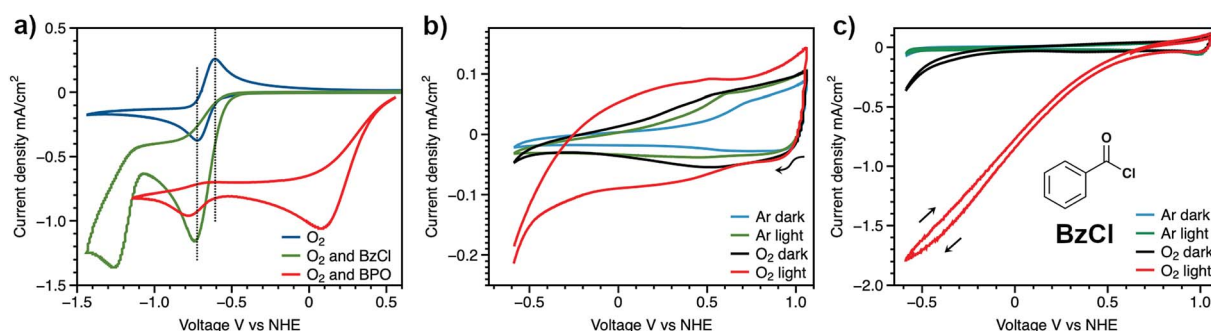 a)
Current density mA/cm²
0.5
0
−0.5
−1.0
−1.5
−1.5
−1.0
−0.5
0
0.5
Voltage V vs NHE
O₂
O₂ and BzCl
O₂ and BPO
b)
Current density mA/cm²
0.1
0
−0.1
−0.2
−0.5
0
0.5
1.0
Voltage V vs NHE
Ar dark
Ar light
O₂ dark
O₂ light
c)
Current density mA/cm²
0
−0.5
−1.0
−1.5
−2.0
−0.5
0
0.5
1.0
Voltage V vs NHE
O
Cl
BzCl
Ar dark
Ar light
O₂ dark
O₂ light